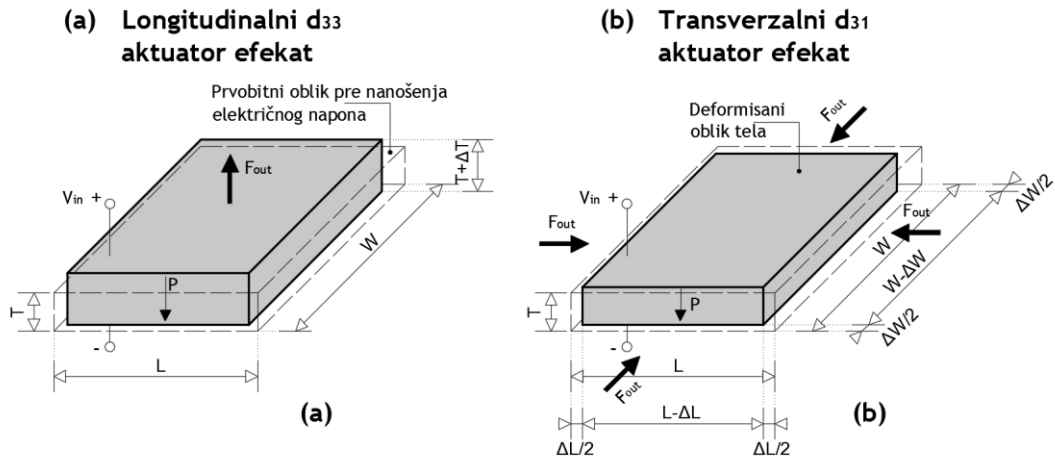 (a) Longitudinalni d33
aktuator efekat
Prvobitni oblik pre nanošenja
električnog napona
Fout
T+ΔT
Vin +
W
P
T
-
L
(a)
(b) Transverzalni d31
aktuator efekat
Deformisani
oblik tela
Fout
ΔW/2
Vin +
Fout
Fout
W
W-ΔW
P
T
ΔW/2
-
L
Fout
L-ΔL
(b)
ΔL/2
ΔL/2